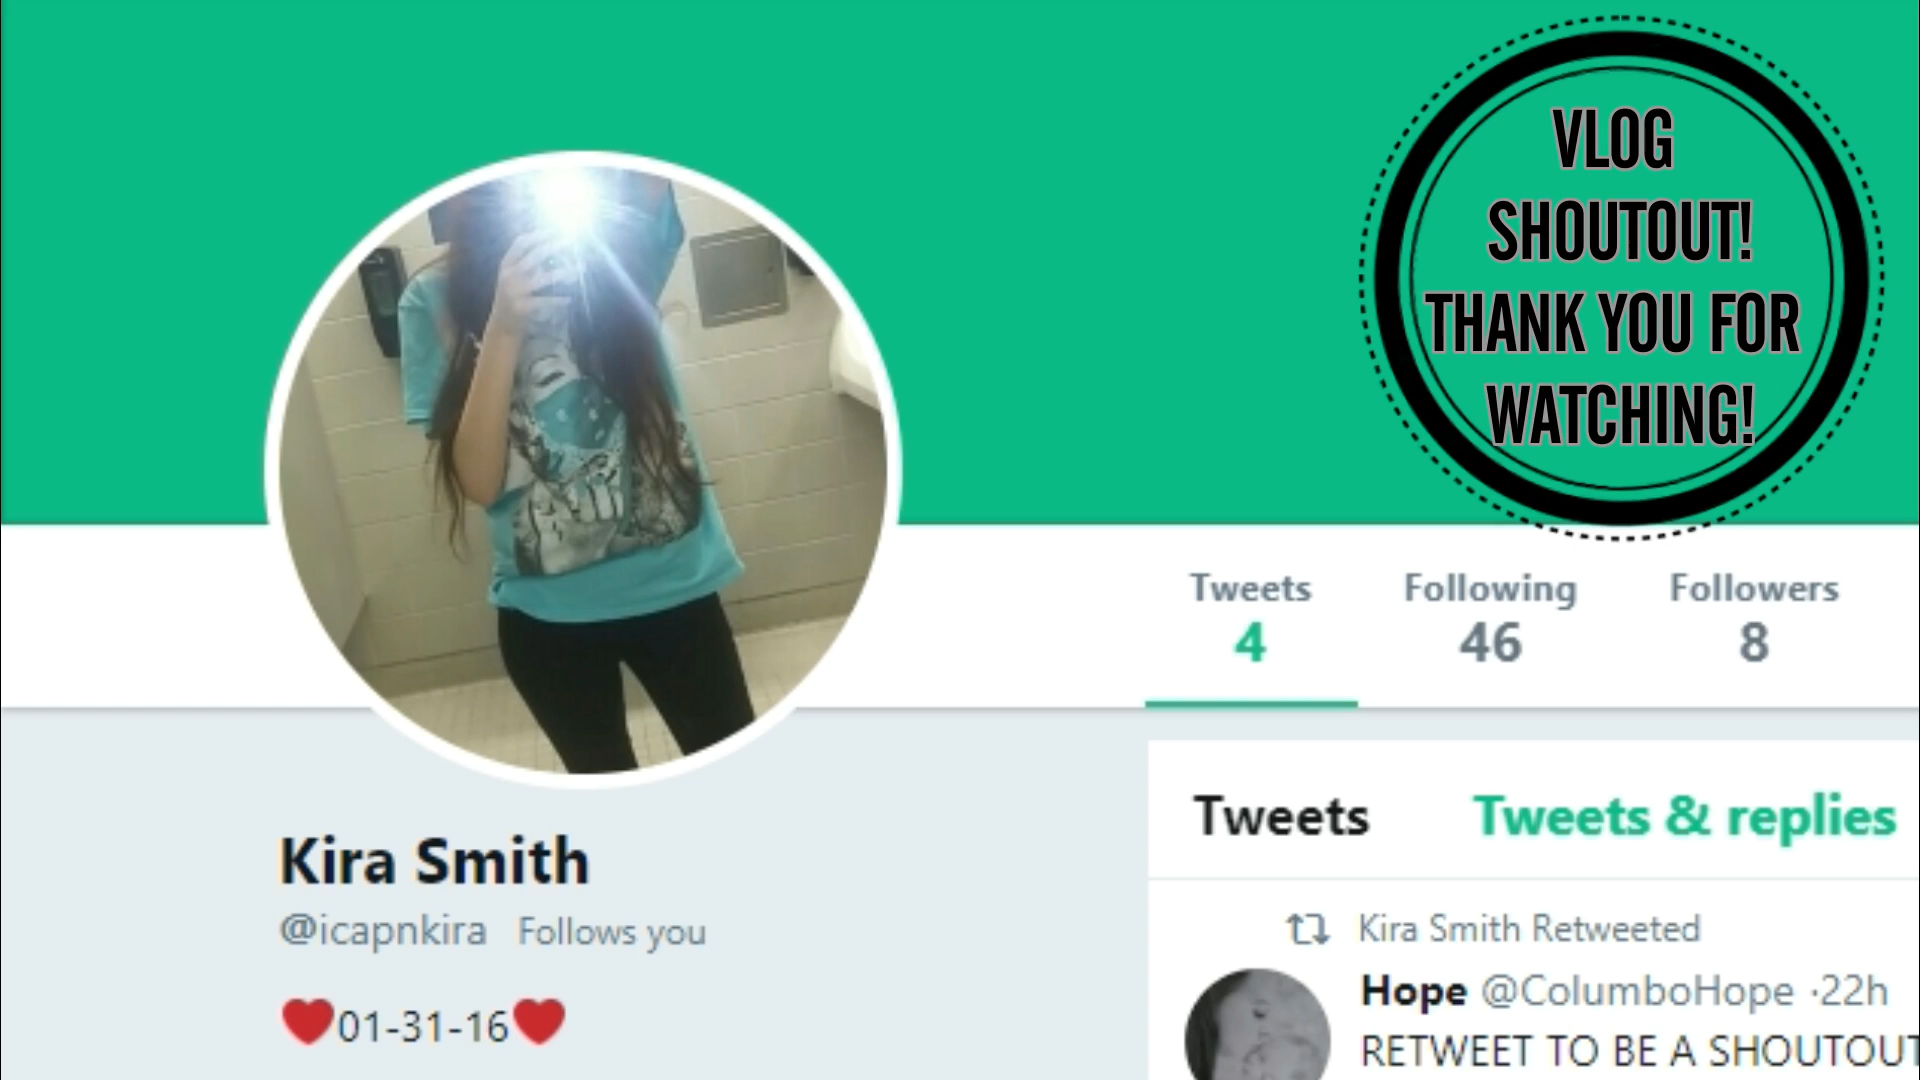 VLOG
SHOUTOUT!
THANK YOU FOR
WATCHING!
Tweets Following Followers
4 46 8
Kira Smith
@icapnkira Follows you
❤01-31-16❤
Tweets Tweets & replies
Kira Smith Retweeted
Hope @ColumboHope ·22h
RETWEET TO BE A SHOUTOUT